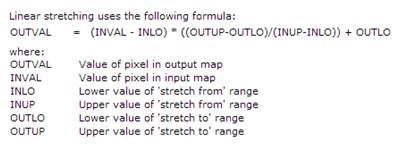 Linear stretching uses the following formula:
OUTVAL = (INVAL - INLO) * ((OUTUP-OUTLO)/(INUP-INLO)) + OUTLO
where:
OUTVAL Value of pixel in output map
INVAL Value of pixel in input map
INLO Lower value of 'stretch from' range
INUP Upper value of 'stretch from' range
OUTLO Lower value of 'stretch to' range
OUTUP Upper value of 'stretch to' range